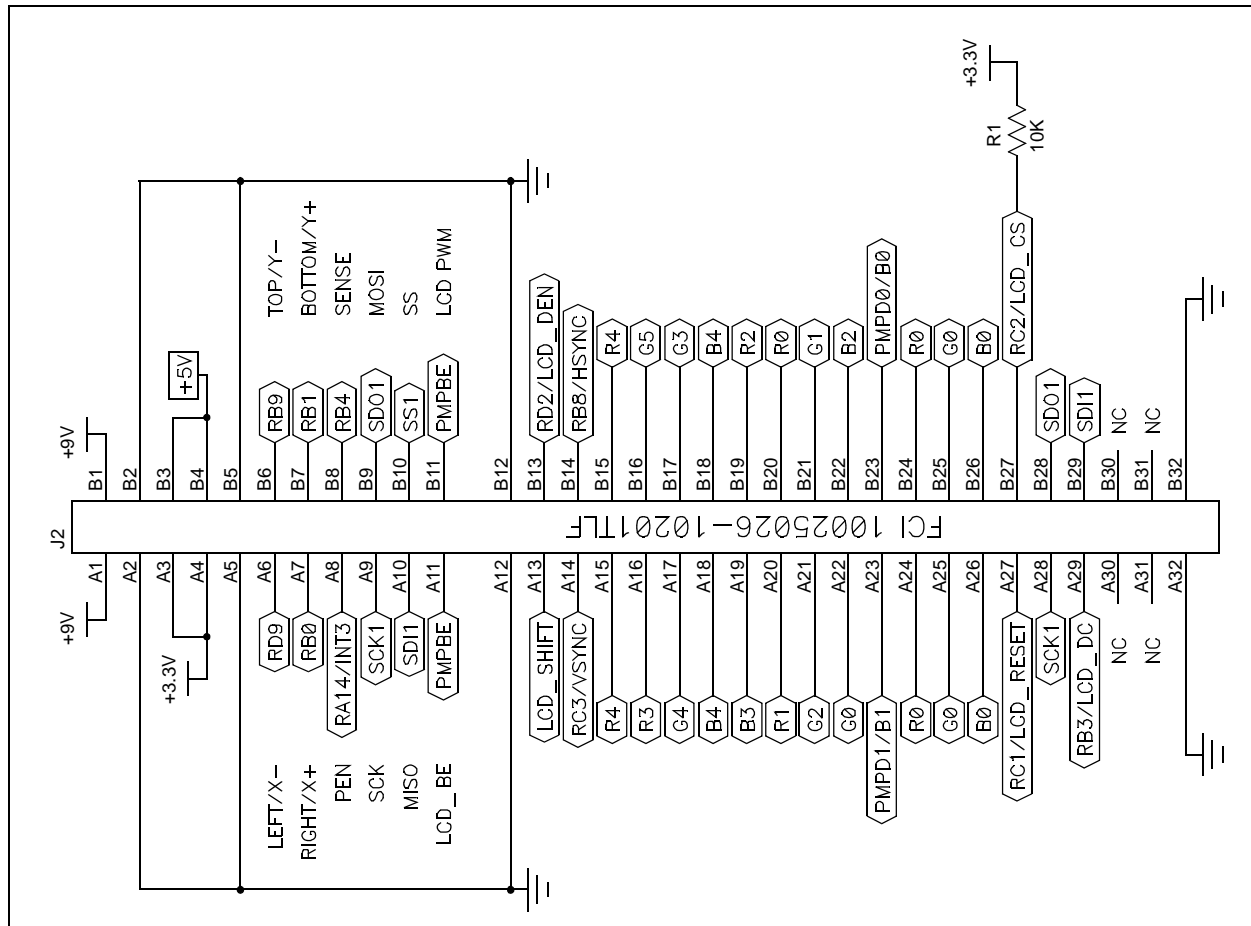 J2
FCI 10025026-10201TLF
+9V
A1
B1
+9V
A2
B2
A3
B3
+5V
+3.3V
A4
B4
A5
B5
LEFT/X-
RD9
A6
B6
RB9
TOP/Y-
RIGHT/X+
RB0
A7
B7
RB1
BOTTOM/Y+
PEN
RA14/INT3
A8
B8
RB4
SENSE
SCK
SCK1
A9
B9
SDO1
MOSI
MISO
SDI1
A10
B10
SS1
SS
LCD_BE
PMPBE
A11
B11
PMPBE
LCD PWM
A12
B12
LCD_SHIFT
A13
B13
RD2/LCD_DEN
RC3/VSYNC
A14
B14
RB8/HSYNC
R4
A15
B15
R4
R3
A16
B16
G5
G4
A17
B17
G3
B4
A18
B18
B4
B3
A19
B19
R2
R1
A20
B20
R0
G2
A21
B21
G1
G0
A22
B22
B2
PMPD1/B1
A23
B23
PMPD0/B0
R0
A24
B24
R0
G0
A25
B25
G0
B0
A26
B26
B0
RC1/LCD_RESET
A27
B27
RC2/LCD_CS
R1
10K
+3.3V
SCK1
A28
B28
SDO1
RB3/LCD_DC
A29
B29
SDI1
NC
A30
B30
NC
NC
A31
B31
NC
A32
B32